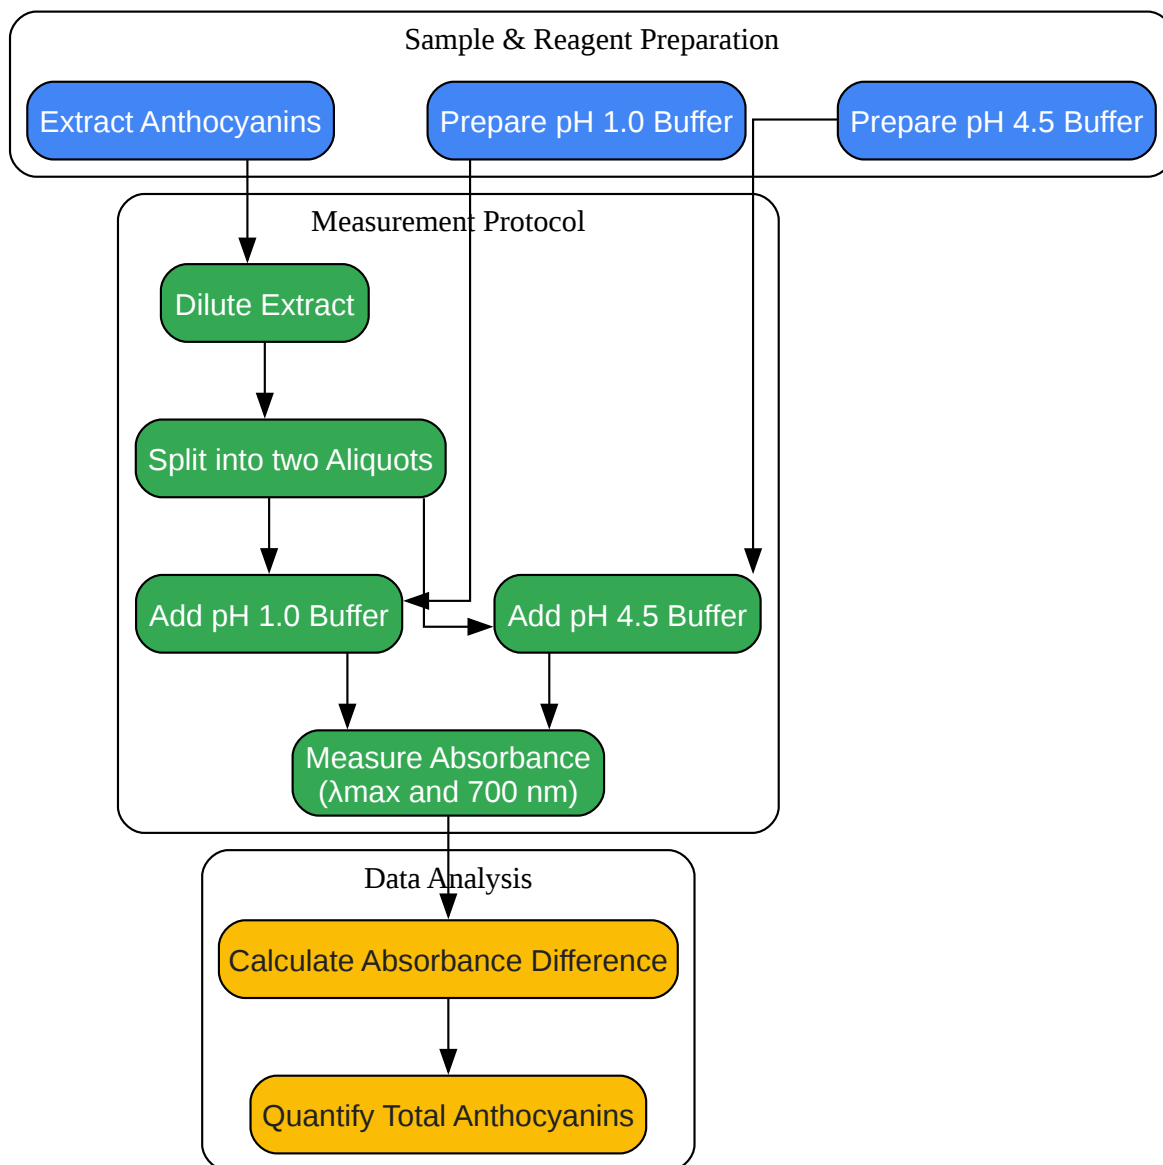 Sample & Reagent Preparation
Extract Anthocyanins
Prepare pH 1.0 Buffer
Prepare pH 4.5 Buffer
Measurement Protocol
Dilute Extract
Split into two Aliquots
Add pH 1.0 Buffer
Add pH 4.5 Buffer
Measure Absorbance
(λmax and 700 nm)
Data Analysis
Calculate Absorbance Difference
Quantify Total Anthocyanins